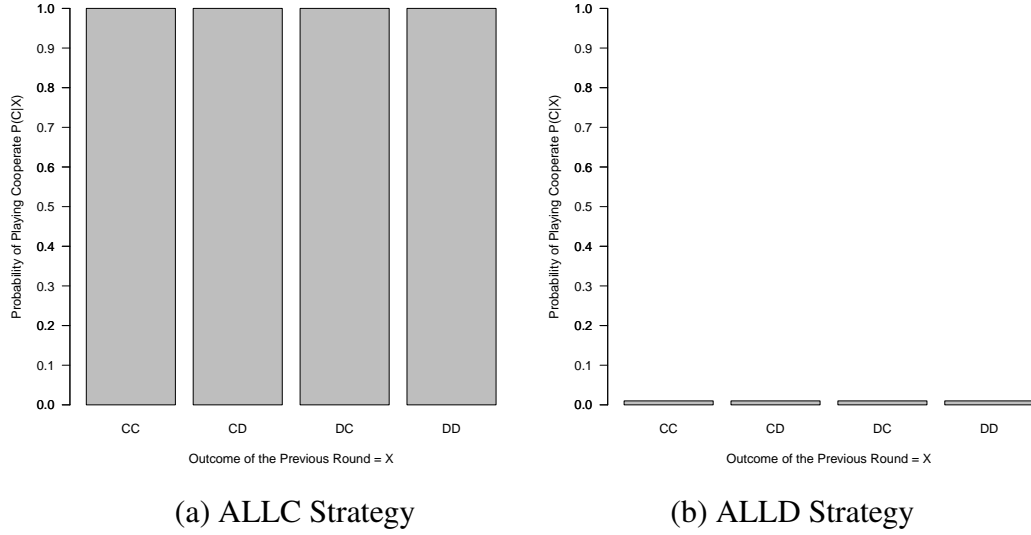 Probability of Playing Cooperate P(C|X)
1.0
0.9
0.8
0.7
0.6
0.5
0.4
0.3
0.2
0.1
0.0
CC CD DC DD
Outcome of the Previous Round = X
(a) ALLC Strategy
Probability of Playing Cooperate P(C|X)
1.0
0.9
0.8
0.7
0.6
0.5
0.4
0.3
0.2
0.1
0.0
CC CD DC DD
Outcome of the Previous Round = X
(b) ALLD Strategy